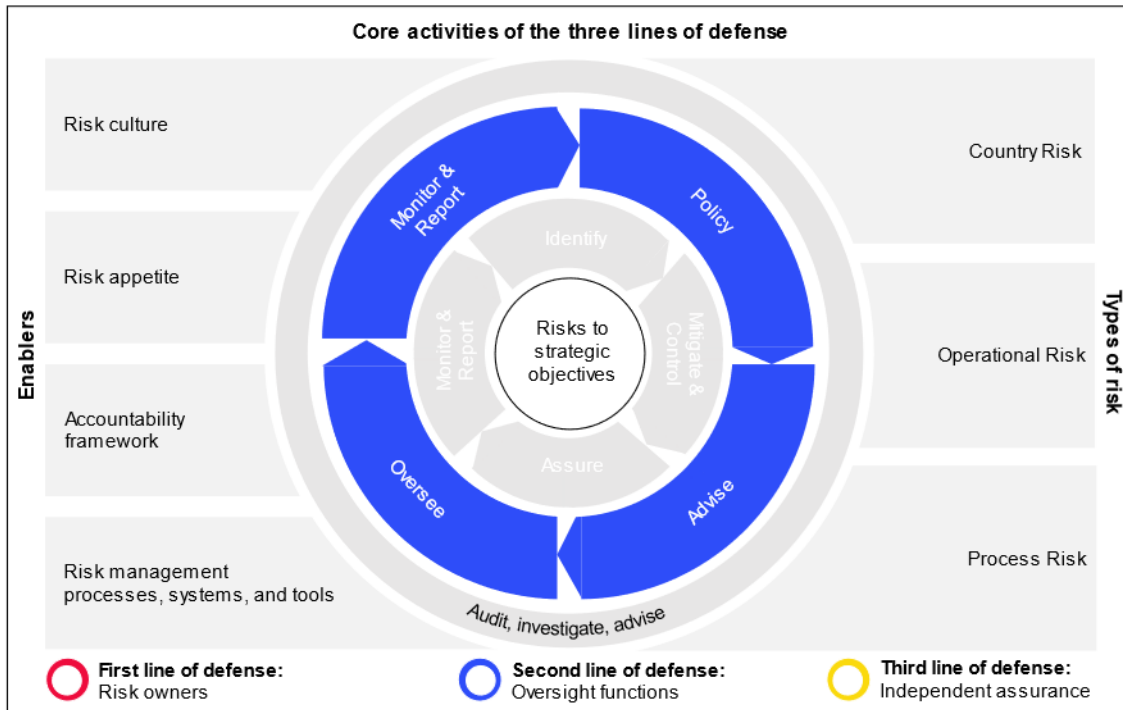 Core activities of the three lines of defense
Enablers
Risk culture
Risk appetite
Accountability
framework
Risk management
processes, systems, and tools
Monitor &
Report
Policy
Advise
Oversee
Identify
Mitigate &
Control
Assure
Monitor &
Report
Risks to
strategic
objectives
Audit, investigate, advise
Types of risk
Country Risk
Operational Risk
Process Risk
First line of defense:
Risk owners
Second line of defense:
Oversight functions
Third line of defense:
Independent assurance